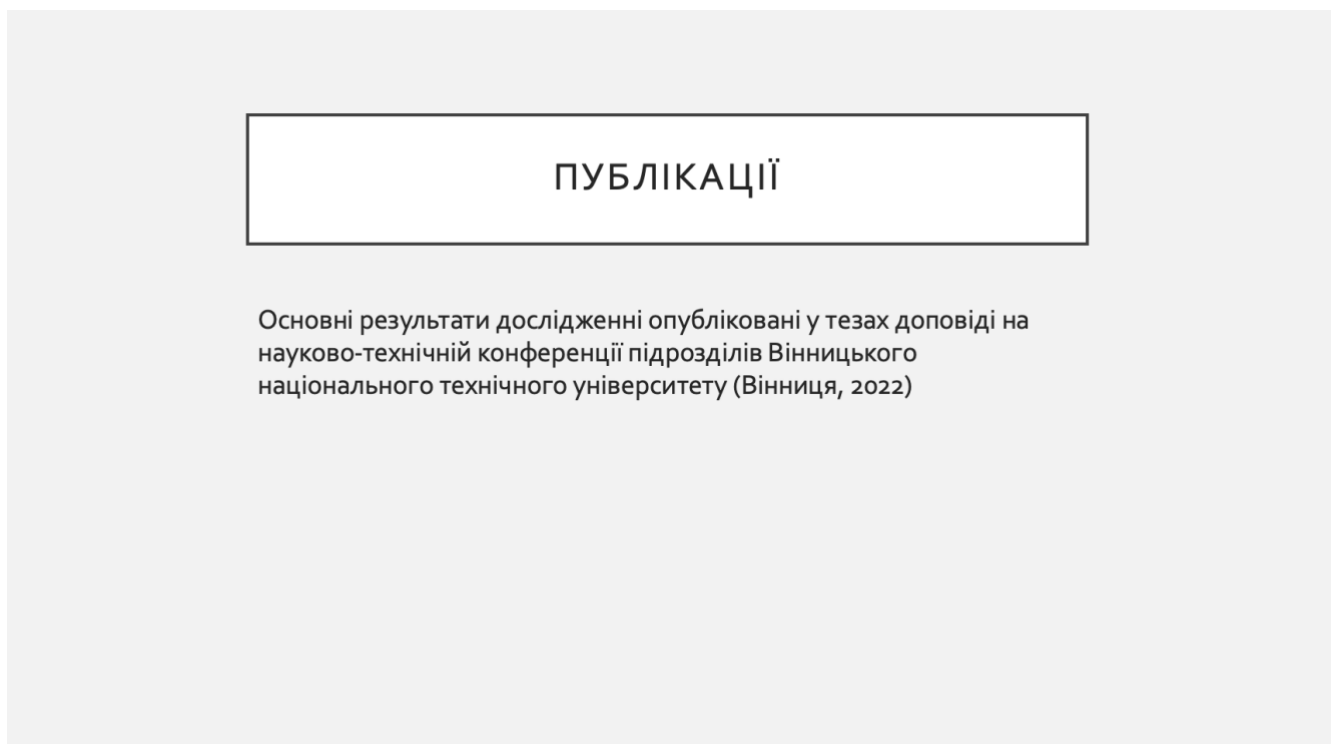 ПУБЛІКАЦІЇ
Основні результати дослідженні опубліковані у тезах доповіді на
науково-технічній конференції підрозділів Вінницького
національного технічного університету (Вінниця, 2022)